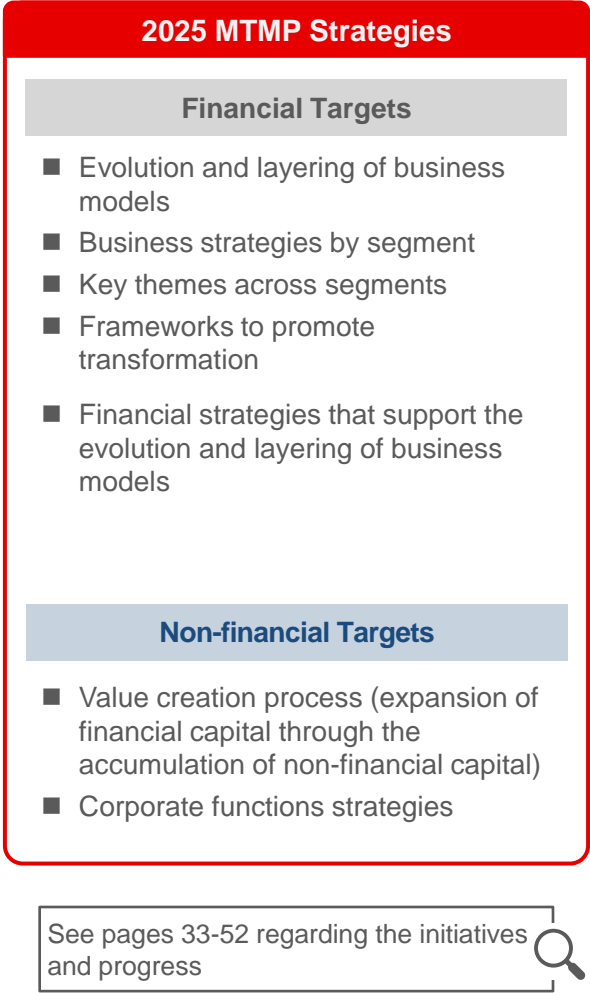 2025 MTMP Strategies
Financial Targets
■ Evolution and layering of business
models
■ Business strategies by segment
■ Key themes across segments
■ Frameworks to promote
transformation
■ Financial strategies that support the
evolution and layering of business
models
Non-financial Targets
■ Value creation process (expansion of
financial capital through the
accumulation of non-financial capital)
■ Corporate functions strategies
See pages 33-52 regarding the initiatives
and progress